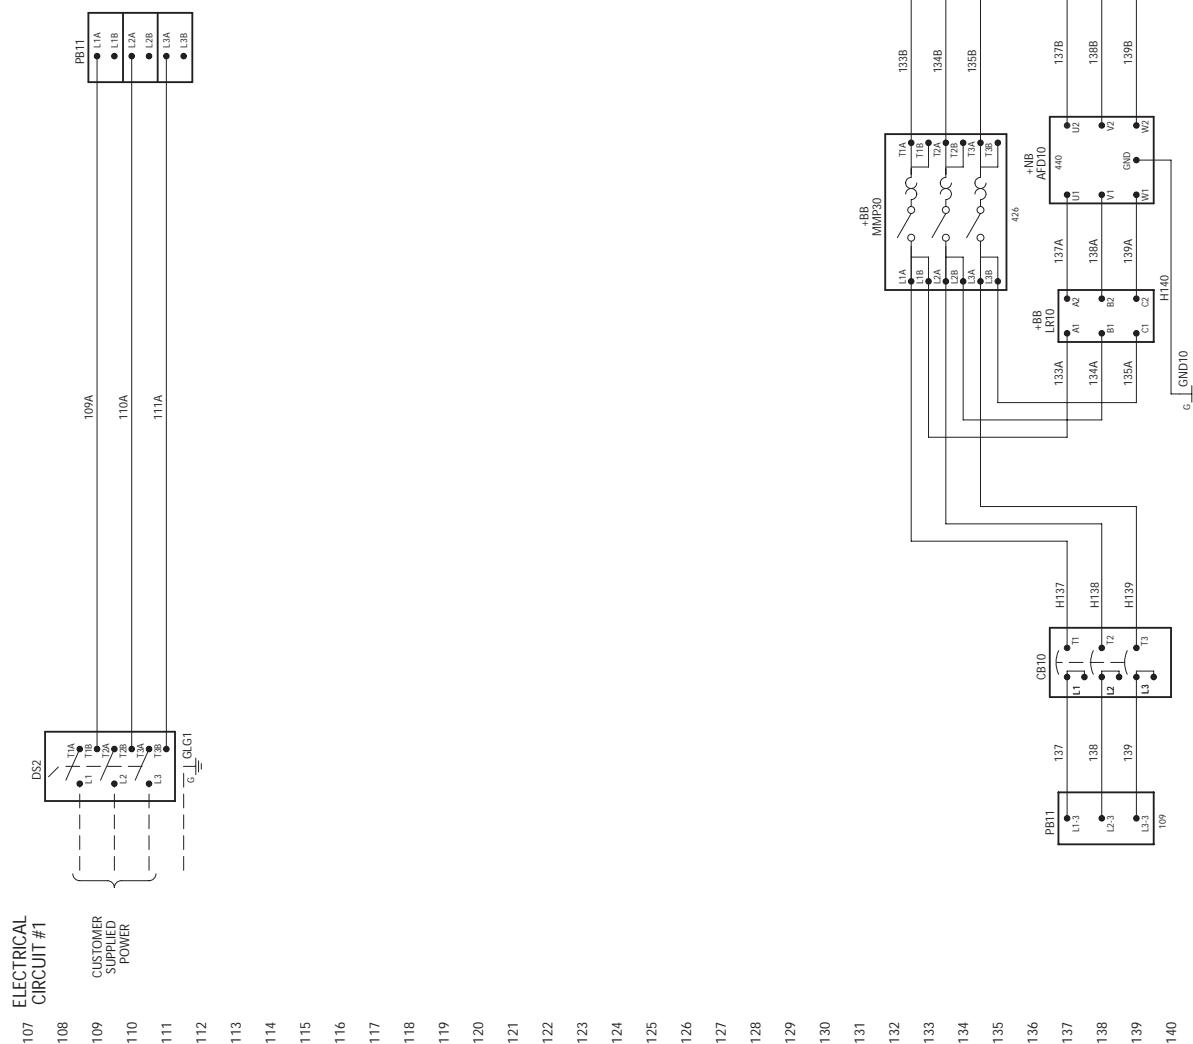 ELECTRICAL
CIRCUIT #1
CUSTOMER
SUPPLIED
POWER
107
108
109
110
111
112
113
114
115
116
117
118
119
120
121
122
123
124
125
126
127
128
129
130
131
132
133
134
135
136
137
138
139
140
DS2
L1
L2
L3
T1A
T1B
T2A
T2B
T3A
T3B
G
GLG1
109A
110A
111A
PB11
L1A
L1B
L2A
L2B
L3A
L3B
PB11
L1-3
L2-3
L3-3
109
137
138
139
CB10
L1
L2
L3
T1
T2
T3
H137
H138
H139
+BB
MMP30
L1A
L1B
L2A
L2B
L3A
L3B
T1A
T1B
T2A
T2B
T3A
T3B
426
133B
134B
135B
133A
134A
135A
+BB
LR10
A1
B1
C1
A2
B2
C2
137A
138A
139A
+NB
AFD10
440
U1
V1
W1
U2
V2
W2
GND
H140
G
GND10
137B
138B
139B